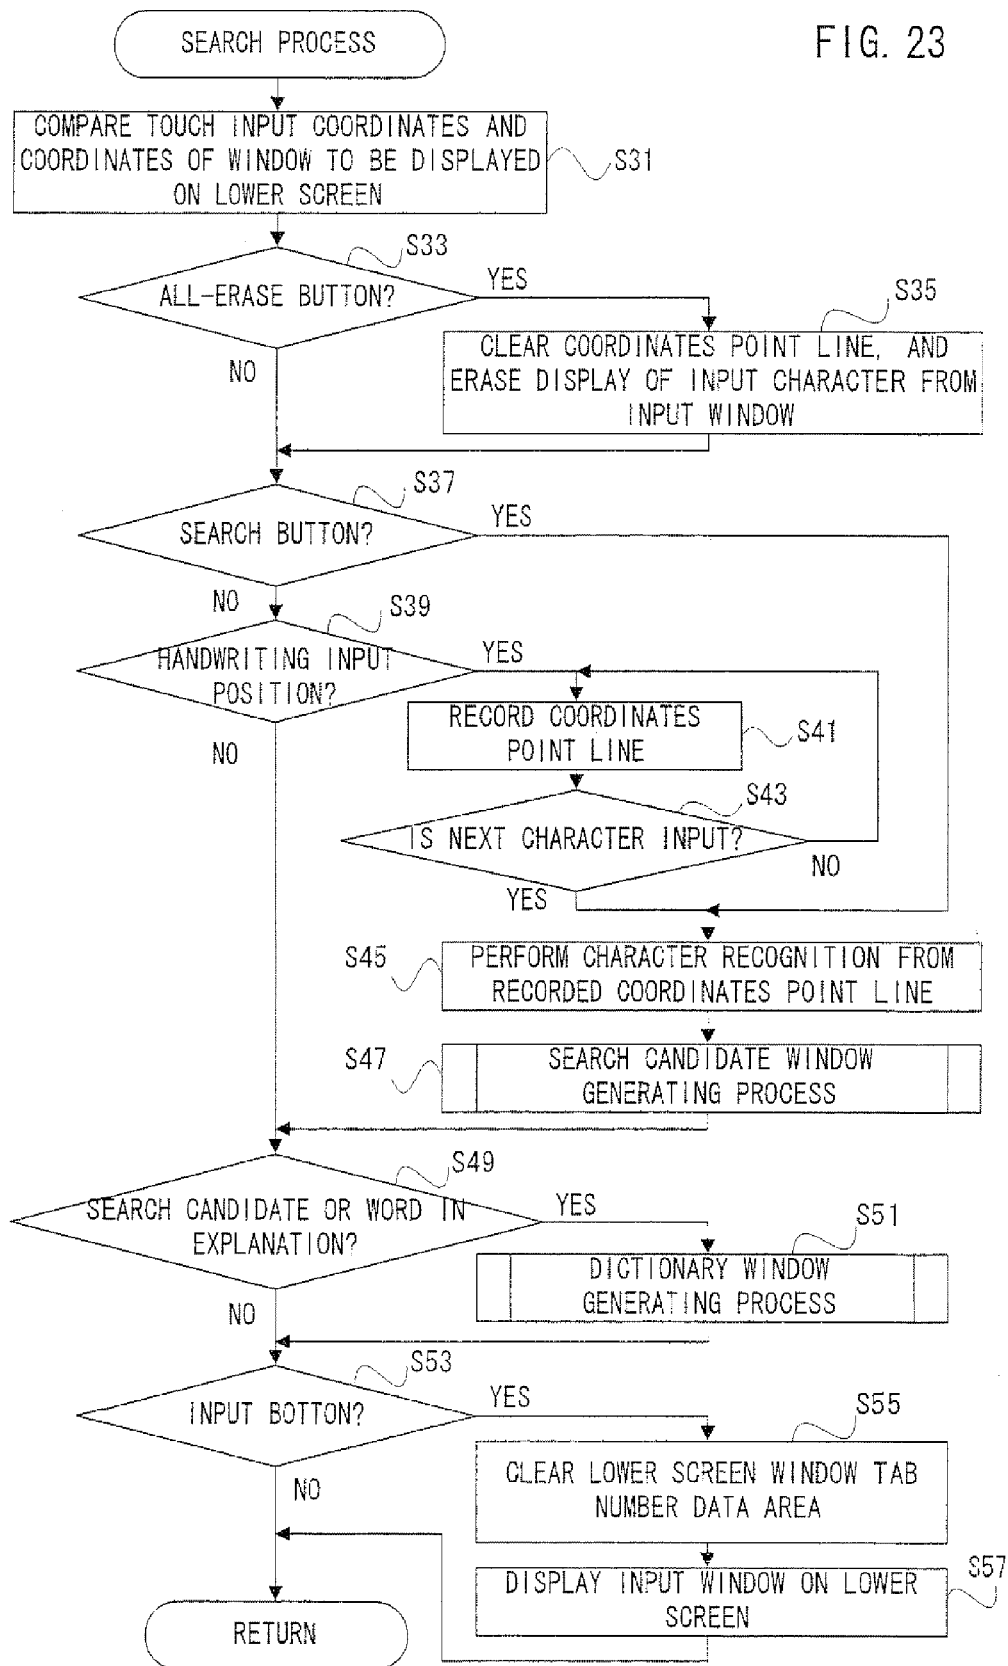 SEARCH PROCESS
FIG. 23
COMPARE TOUCH INPUT COORDINATES AND
COORDINATES OF WINDOW TO BE DISPLAYED
ON LOWER SCREEN
S31
S33
ALL-ERASE BUTTON?
YES
NO
S35
CLEAR COORDINATES POINT LINE, AND
ERASE DISPLAY OF INPUT CHARACTER FROM
INPUT WINDOW
S37
SEARCH BUTTON?
YES
NO
S39
HANDWRITING INPUT
POSITION?
YES
NO
RECORD COORDINATES
POINT LINE
S41
S43
IS NEXT CHARACTER INPUT?
NO
YES
S45
PERFORM CHARACTER RECOGNITION FROM
RECORDED COORDINATES POINT LINE
S47
SEARCH CANDIDATE WINDOW
GENERATING PROCESS
S49
SEARCH CANDIDATE OR WORD IN
EXPLANATION?
YES
NO
S51
DICTIONARY WINDOW
GENERATING PROCESS
S53
INPUT BOTTON?
YES
NO
S55
CLEAR LOWER SCREEN WINDOW TAB
NUMBER DATA AREA
S57
DISPLAY INPUT WINDOW ON LOWER
SCREEN
RETURN